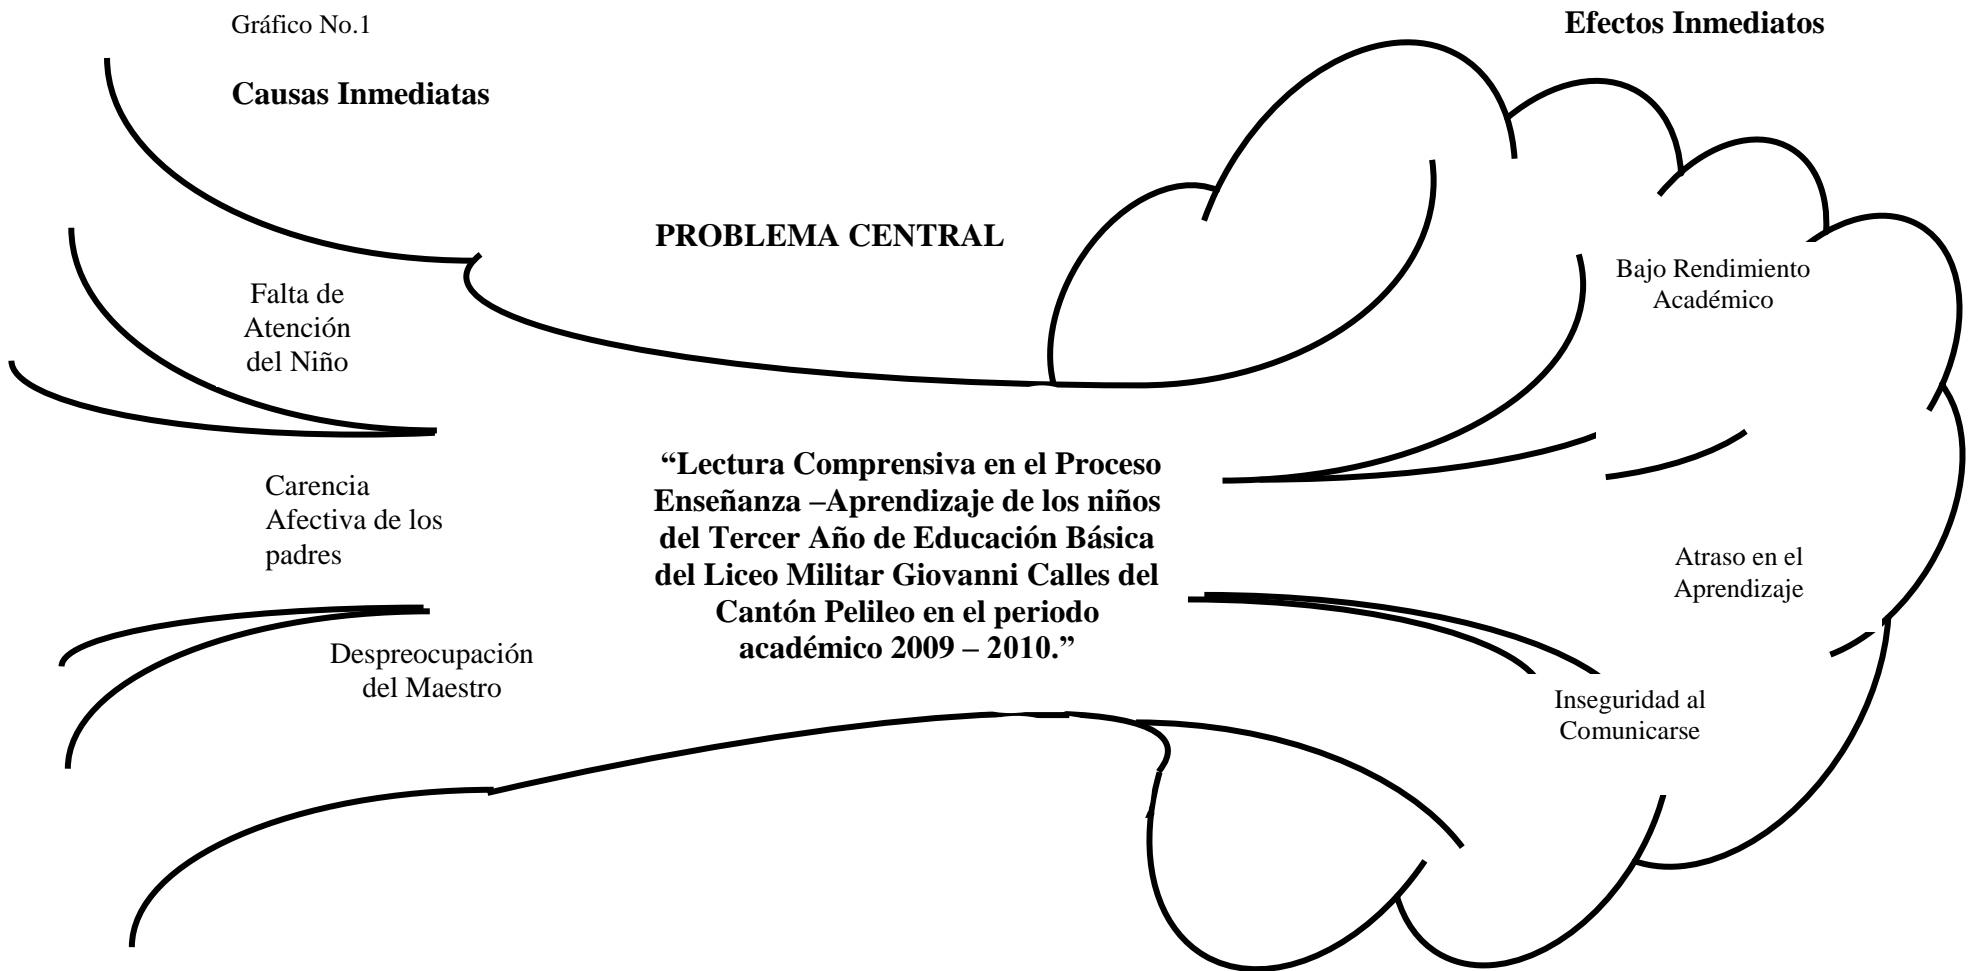 Gráfico No.1
Causas Inmediatas
Efectos Inmediatos
PROBLEMA CENTRAL
Falta de
Atención
del Niño
Carencia
Afectiva de los
padres
Despreocupación
del Maestro
“Lectura Comprensiva en el Proceso
Enseñanza –Aprendizaje de los niños
del Tercer Año de Educación Básica
del Liceo Militar Giovanni Calles del
Cantón Pelileo en el periodo
académico 2009 – 2010.”
Bajo Rendimiento
Académico
Atraso en el
Aprendizaje
Inseguridad al
Comunicarse